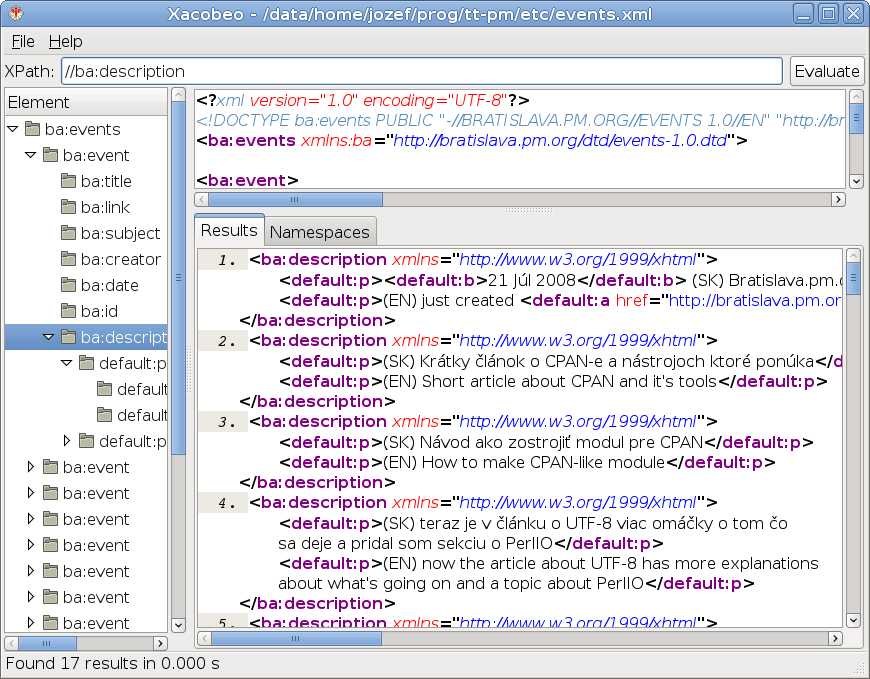 Xacobeo - /data/home/jozef/prog/tt-pm/etc/events.xml
File Help
XPath: //ba:description Evaluate
Element
ba:events
ba:event
ba:title
ba:link
ba:subject
ba:creator
ba:date
ba:id
ba:descript
default:p
default
default
default:p
ba:event
ba:event
ba:event
ba:event
ba:event
ba:event
ba:event
<?xml version="1.0" encoding="UTF-8"?>
<!DOCTYPE ba:events PUBLIC "-//BRATISLAVA.PM.ORG//EVENTS 1.0//EN" "http://br
<ba:events xmlns:ba="http://bratislava.pm.org/dtd/events-1.0.dtd">
<ba:event>
Results Namespaces
1. <ba:description xmlns="http://www.w3.org/1999/xhtml">
<default:p><default:b>21 Júl 2008</default:b> (SK) Bratislava.pm.o
<default:p>(EN) just created <default:a href="http://bratislava.pm.or
</ba:description>
2. <ba:description xmlns="http://www.w3.org/1999/xhtml">
<default:p>(SK) Krátky článok o CPAN-e a nástrojoch ktoré ponúka</d
<default:p>(EN) Short article about CPAN and it's tools</default:p>
</ba:description>
3. <ba:description xmlns="http://www.w3.org/1999/xhtml">
<default:p>(SK) Návod ako zostrojiť modul pre CPAN</default:p>
<default:p>(EN) How to make CPAN-like module</default:p>
</ba:description>
4. <ba:description xmlns="http://www.w3.org/1999/xhtml">
<default:p>(SK) teraz je v článku o UTF-8 viac omáčky o tom čo
sa deje a pridal som sekciu o PerlIO</default:p>
<default:p>(EN) now the article about UTF-8 has more explanations
about what's going on and a topic about PerlIO</default:p>
</ba:description>
5. <ba:description xmlns="http://www.w3.org/1999/xhtml">
Found 17 results in 0.000 s